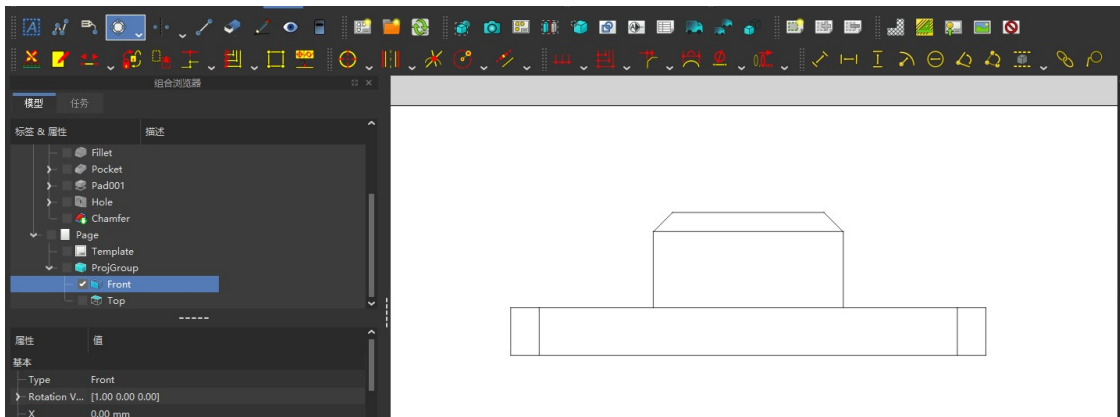 组合浏览器
模型 任务
标签 & 属性 描述
Fillet
Pocket
Pad001
Hole
Chamfer
Page
Template
ProjGroup
Front
Top
属性 值
基本
Type Front
Rotation V... [1.00 0.00 0.00]
X 0.00 mm